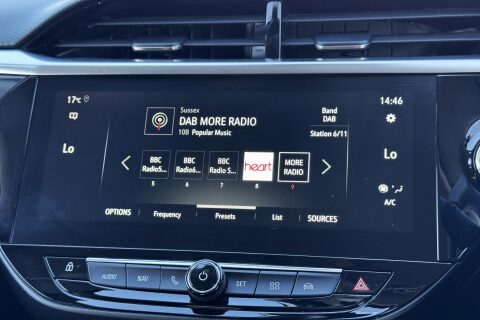 17°C
14:46
Sussex
DAB MORE RADIO
10B Popular Music
Band
DAB
Station 6/11
Lo
Lo
BBC
Radio5...
BBC
Radio6...
BBC
Radio S...
heart
MORE
RADIO
5
6
7
8
9
A/C
OPTIONS
Frequency
Presets
List
SOURCES
AUDIO
NAV
SET